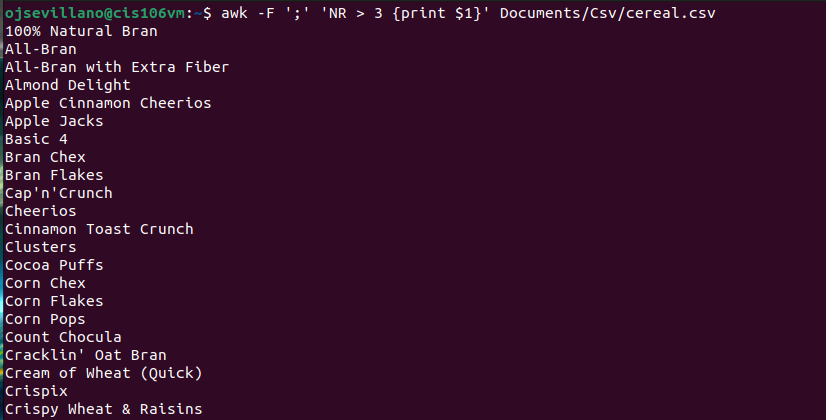 ojsevillano@cis106vm:~$ awk -F ';' 'NR > 3 {print $1}' Documents/Csv/cereal.csv
100% Natural Bran
All-Bran
All-Bran with Extra Fiber
Almond Delight
Apple Cinnamon Cheerios
Apple Jacks
Basic 4
Bran Chex
Bran Flakes
Cap'n'Crunch
Cheerios
Cinnamon Toast Crunch
Clusters
Cocoa Puffs
Corn Chex
Corn Flakes
Corn Pops
Count Chocula
Cracklin' Oat Bran
Cream of Wheat (Quick)
Crispix
Crispy Wheat & Raisins